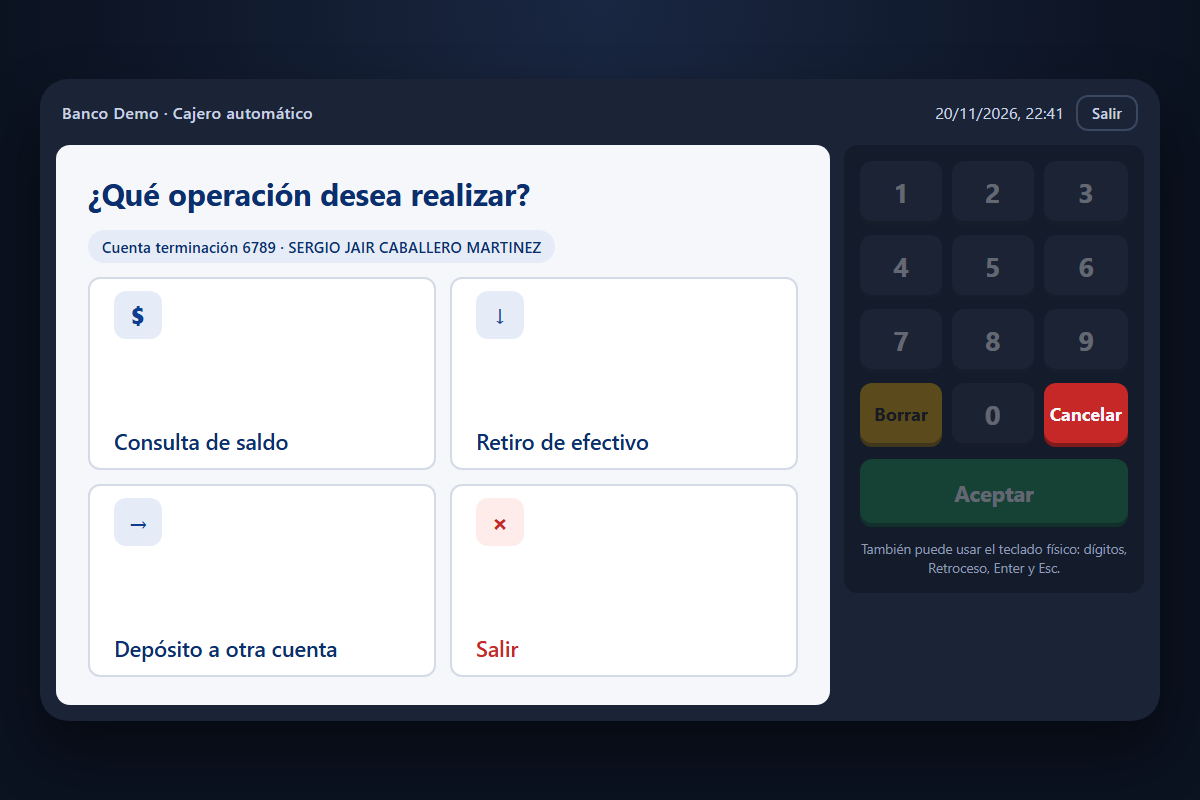 Banco Demo · Cajero automático
20/11/2026, 22:41
Salir
¿Qué operación desea realizar?
Cuenta terminación 6789 · SERGIO JAIR CABALLERO MARTINEZ
$
↓
Consulta de saldo
Retiro de efectivo
→
×
Depósito a otra cuenta
Salir
1 2 3
4 5 6
7 8 9
Borrar 0 Cancelar
Aceptar
También puede usar el teclado físico: dígitos,
Retroceso, Enter y Esc.